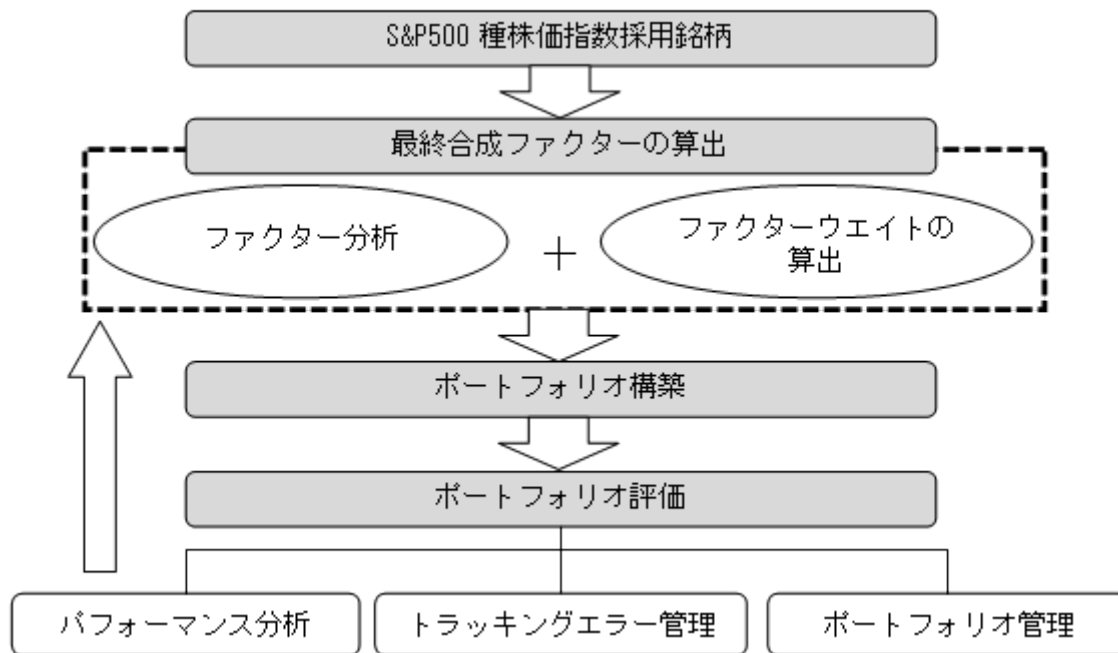 S&P500 種株価指数採用銘柄
最終合成ファクターの算出
ファクター分析
+
ファクターウエイトの
算出
ポートフォリオ構築
ポートフォリオ評価
パフォーマンス分析
トラッキングエラー管理
ポートフォリオ管理